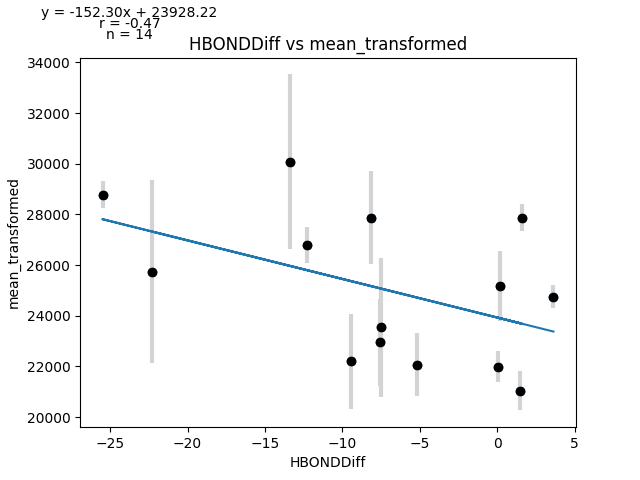 y = -152.30x + 23928.22
r = -0.47
n = 14
HBONDDiff vs mean_transformed
34000
32000
30000
28000
26000
24000
22000
20000
mean_transformed
−25
−20
−15
−10
−5
0
5
HBONDDiff